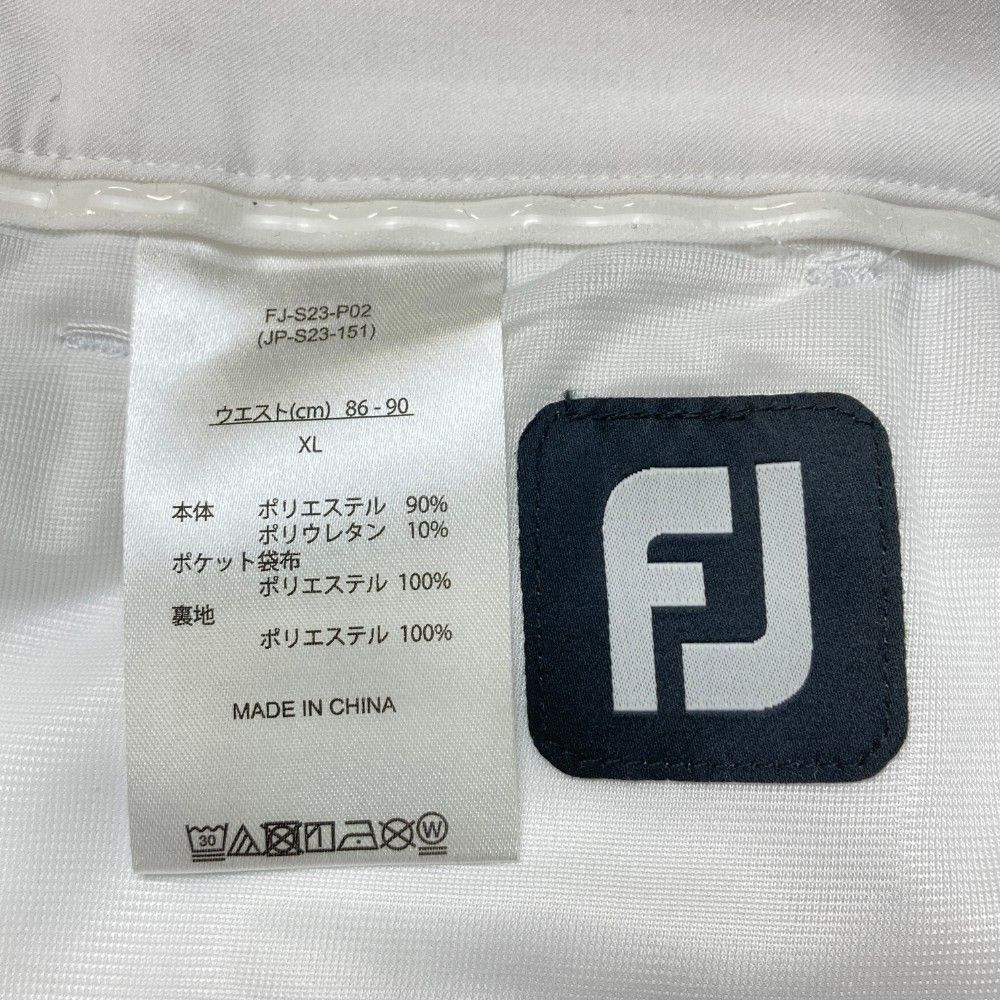 FJ-S23-P02
(JP-S23-151)
ウエスト(cm) 86-90
XL
本体 ポリエステル 90%
ポリウレタン 10%
ポケット袋布
ポリエステル 100%
裏地
ポリエステル 100%
MADE IN CHINA
30
W
FJ